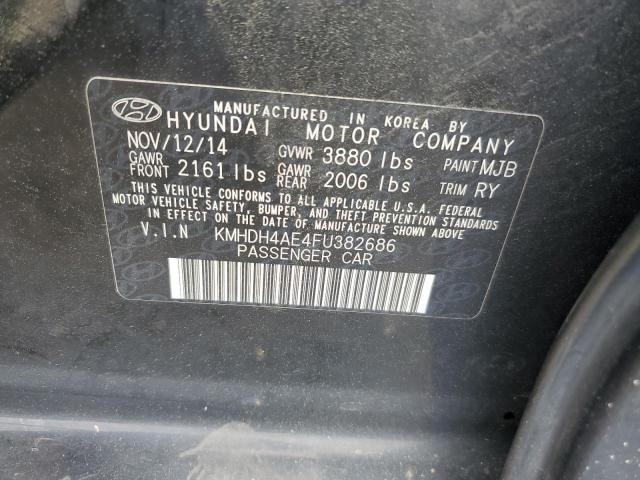 MANUFACTURED IN KOREA BY
HYUNDAI MOTOR COMPANY
NOV/12/14 GVWR 3880 lbs PAINT MJB
GAWR FRONT 2161 lbs GAWR REAR 2006 lbs TRIM RY
THIS VEHICLE CONFORMS TO ALL APPLICABLE U.S.A. FEDERAL
MOTOR VEHICLE SAFETY, BUMPER, AND THEFT PREVENTION STANDARDS
IN EFFECT ON THE DATE OF MANUFACTURE SHOWN ABOVE
V.I.N KMHDH4AE4FU382686
PASSENGER CAR